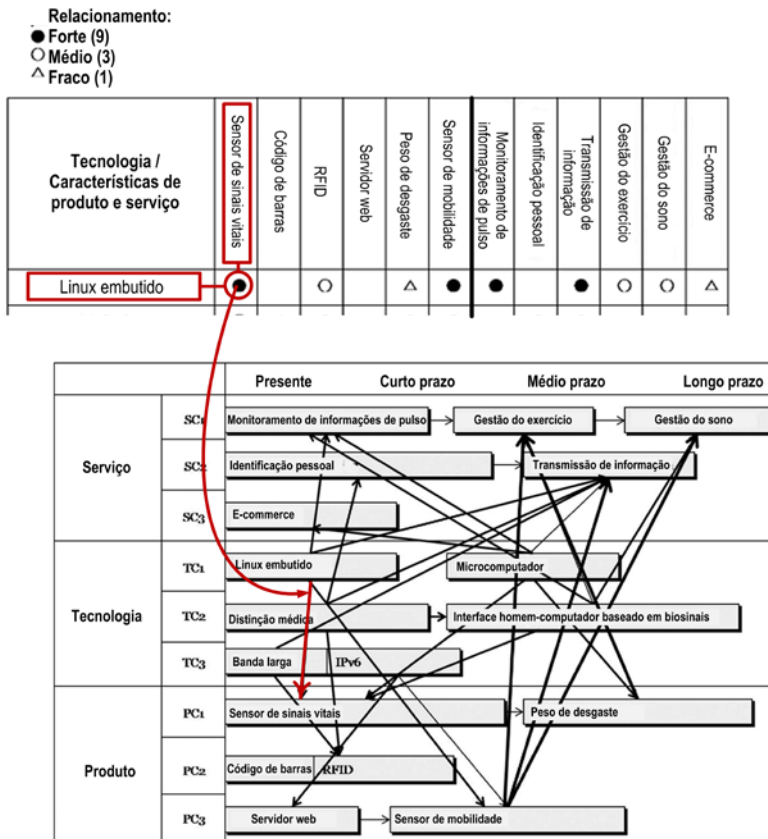 Relacionamento:
● Forte (9)
○ Médio (3)
△ Fraco (1)
Tecnologia /
Características de
produto e serviço
Sensor de sinais vitais
Código de barras
RFID
Servidor web
Peso de desgaste
Sensor de mobilidade
Monitoramento de
informações de pulso
Identificação pessoal
Transmissão de
informação
Gestão do exercício
Gestão do sono
E-commerce
Linux embutido
Presente Curto prazo Médio prazo Longo prazo
Serviço
SC1 Monitoramento de informações de pulso Gestão do exercício Gestão do sono
SC2 Identificação pessoal Transmissão de informação
SC3 E-commerce
Tecnologia
TC1 Linux embutido Microcomputador
TC2 Distinção médica Interface homem-computador baseado em biosinais
TC3 Banda larga IPv6
Produto
PC1 Sensor de sinais vitais Peso de desgaste
PC2 Código de barras RFID
PC3 Servidor web Sensor de mobilidade